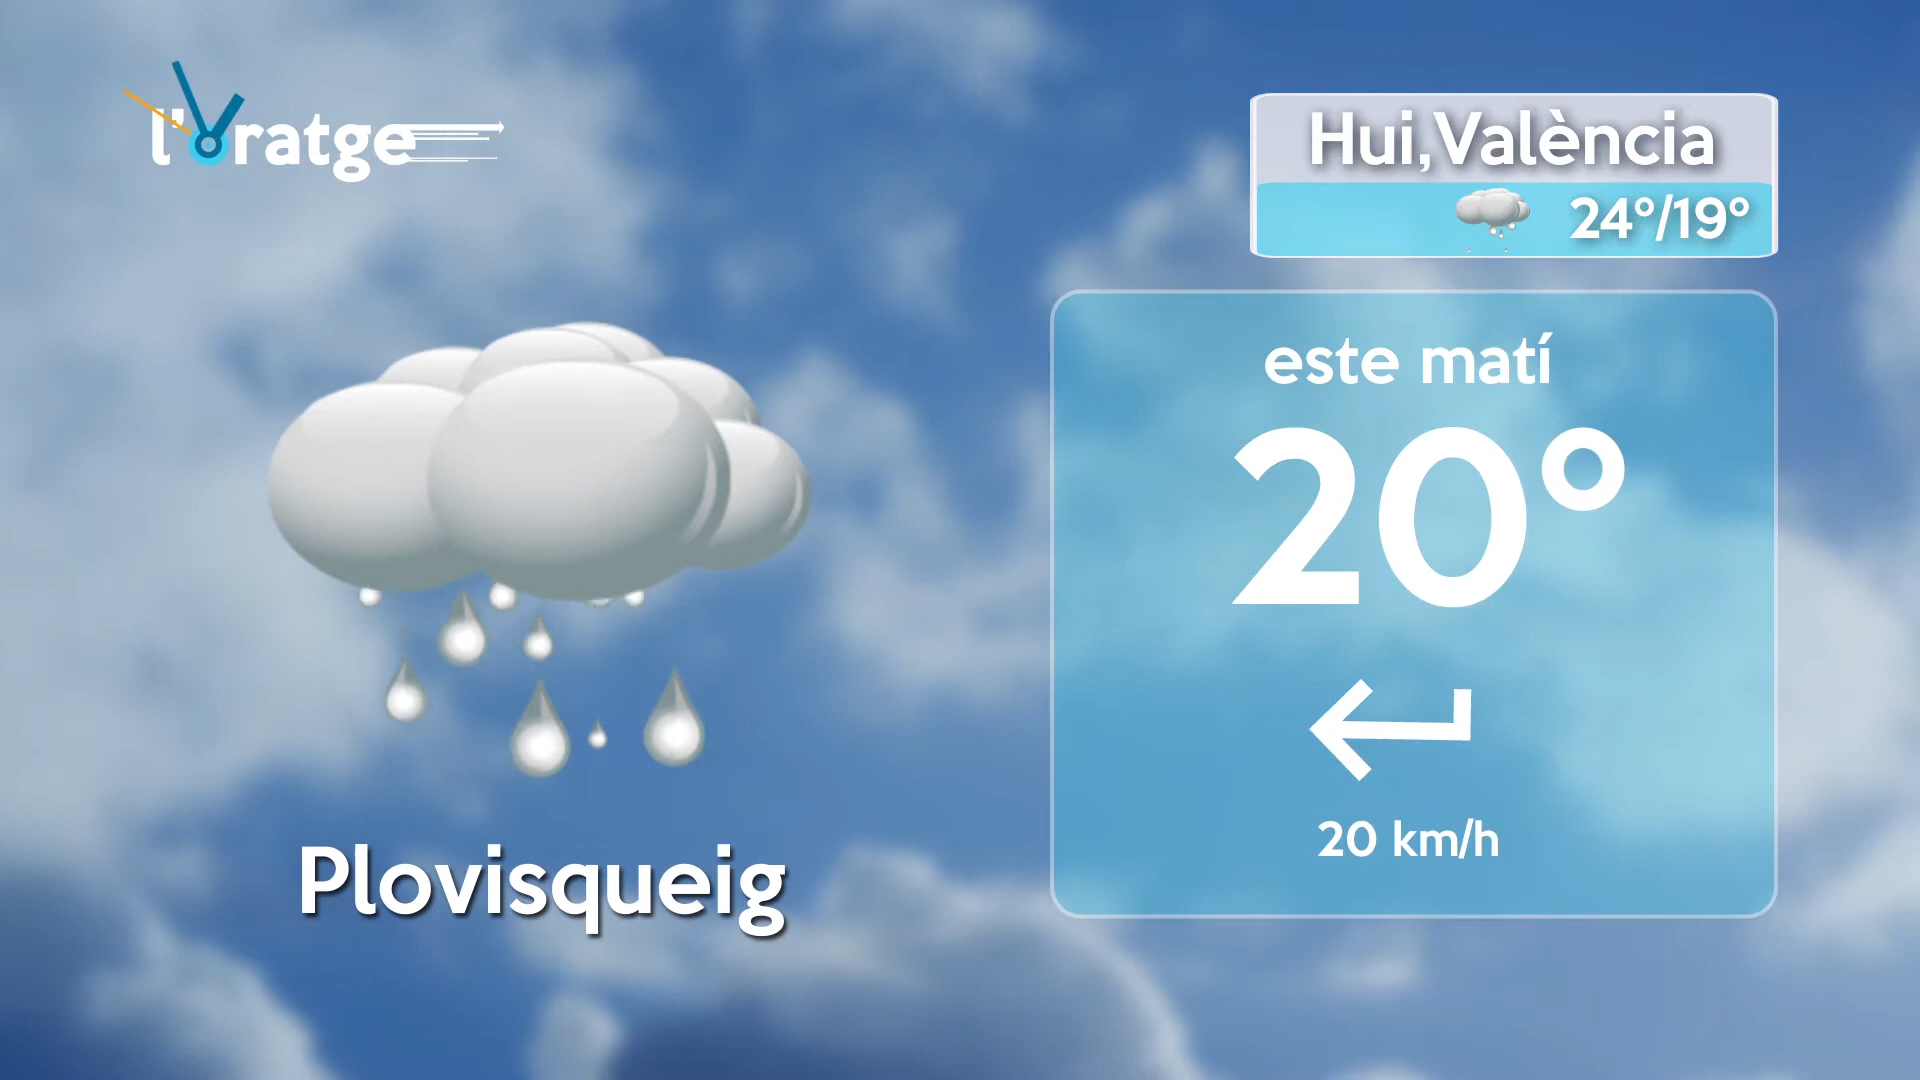 l'Oratge
Hui,València
24°/19°
este matí
20°
20 km/h
Plovisqueig